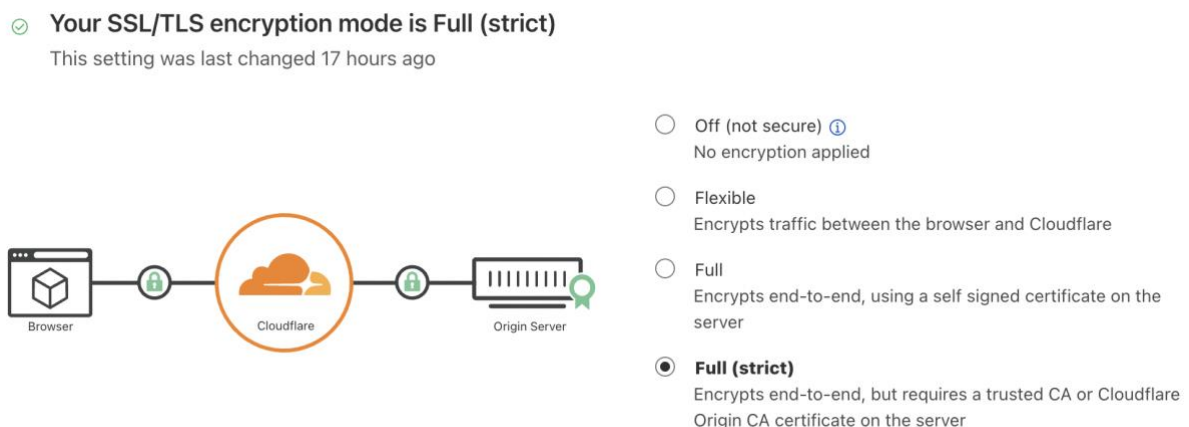 Your SSL/TLS encryption mode is Full (strict)
This setting was last changed 17 hours ago
Browser
Cloudflare
Origin Server
Off (not secure)
No encryption applied
Flexible
Encrypts traffic between the browser and Cloudflare
Full
Encrypts end-to-end, using a self signed certificate on the
server
Full (strict)
Encrypts end-to-end, but requires a trusted CA or Cloudflare
Origin CA certificate on the server